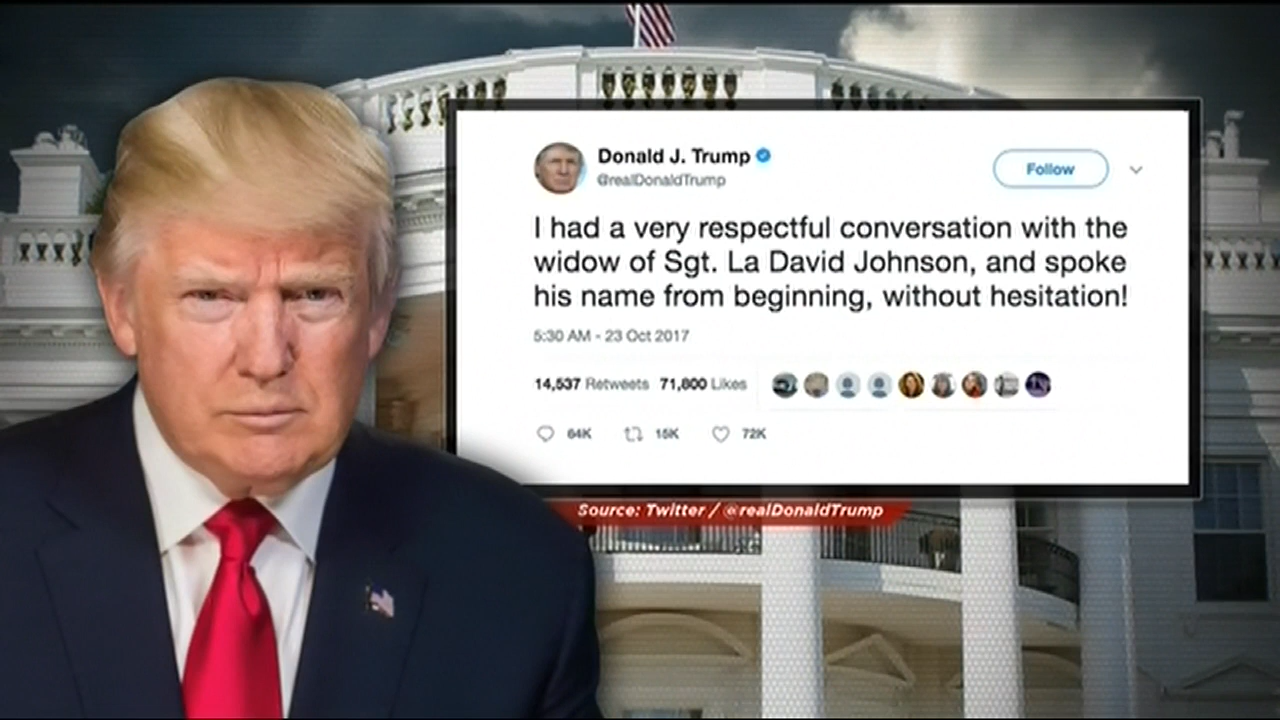 Donald J. Trump
@realDonaldTrump
Follow
I had a very respectful conversation with the
widow of Sgt. La David Johnson, and spoke
his name from beginning, without hesitation!
5:30 AM - 23 Oct 2017
14,537 Retweets 71,800 Likes
64K 15K 72K
Source: Twitter / @realDonaldTrump